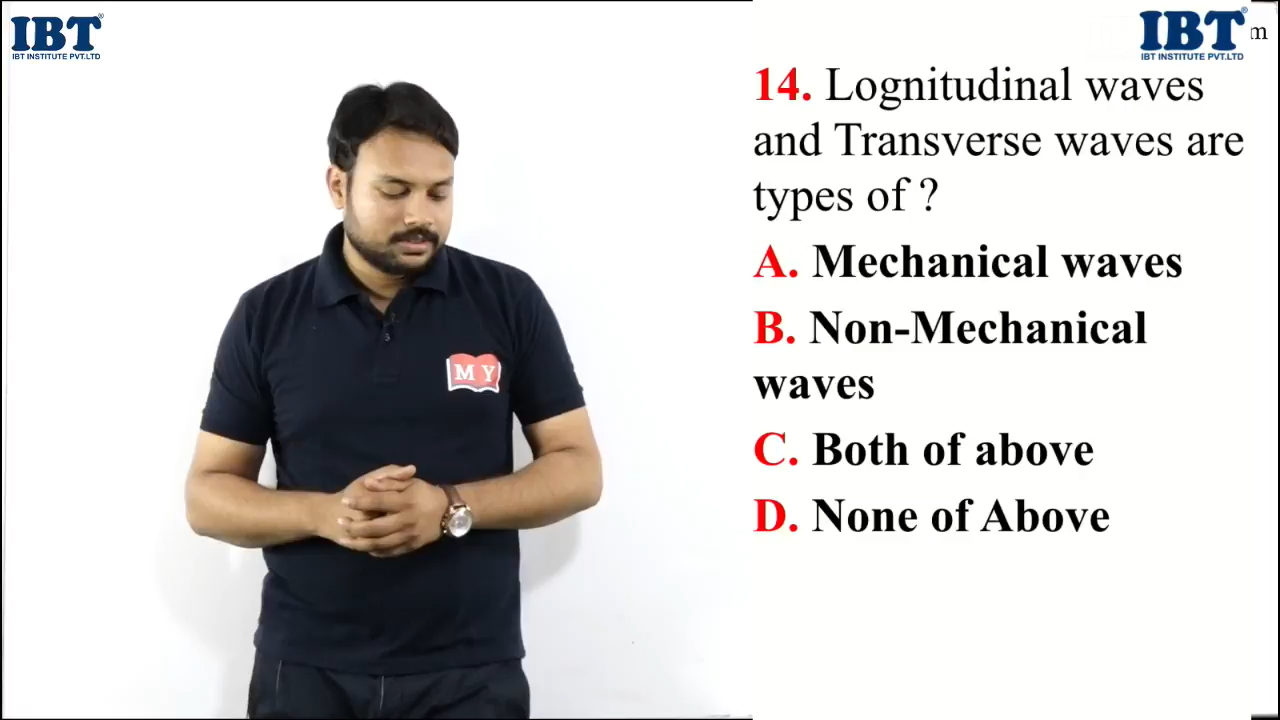 IBT®
IBT INSTITUTE PVT.LTD
IBT®
IBT INSTITUTE PVT.LTD
m
14. Lognitudinal waves
and Transverse waves are
types of ?
A. Mechanical waves
B. Non-Mechanical
waves
C. Both of above
D. None of Above
M Y